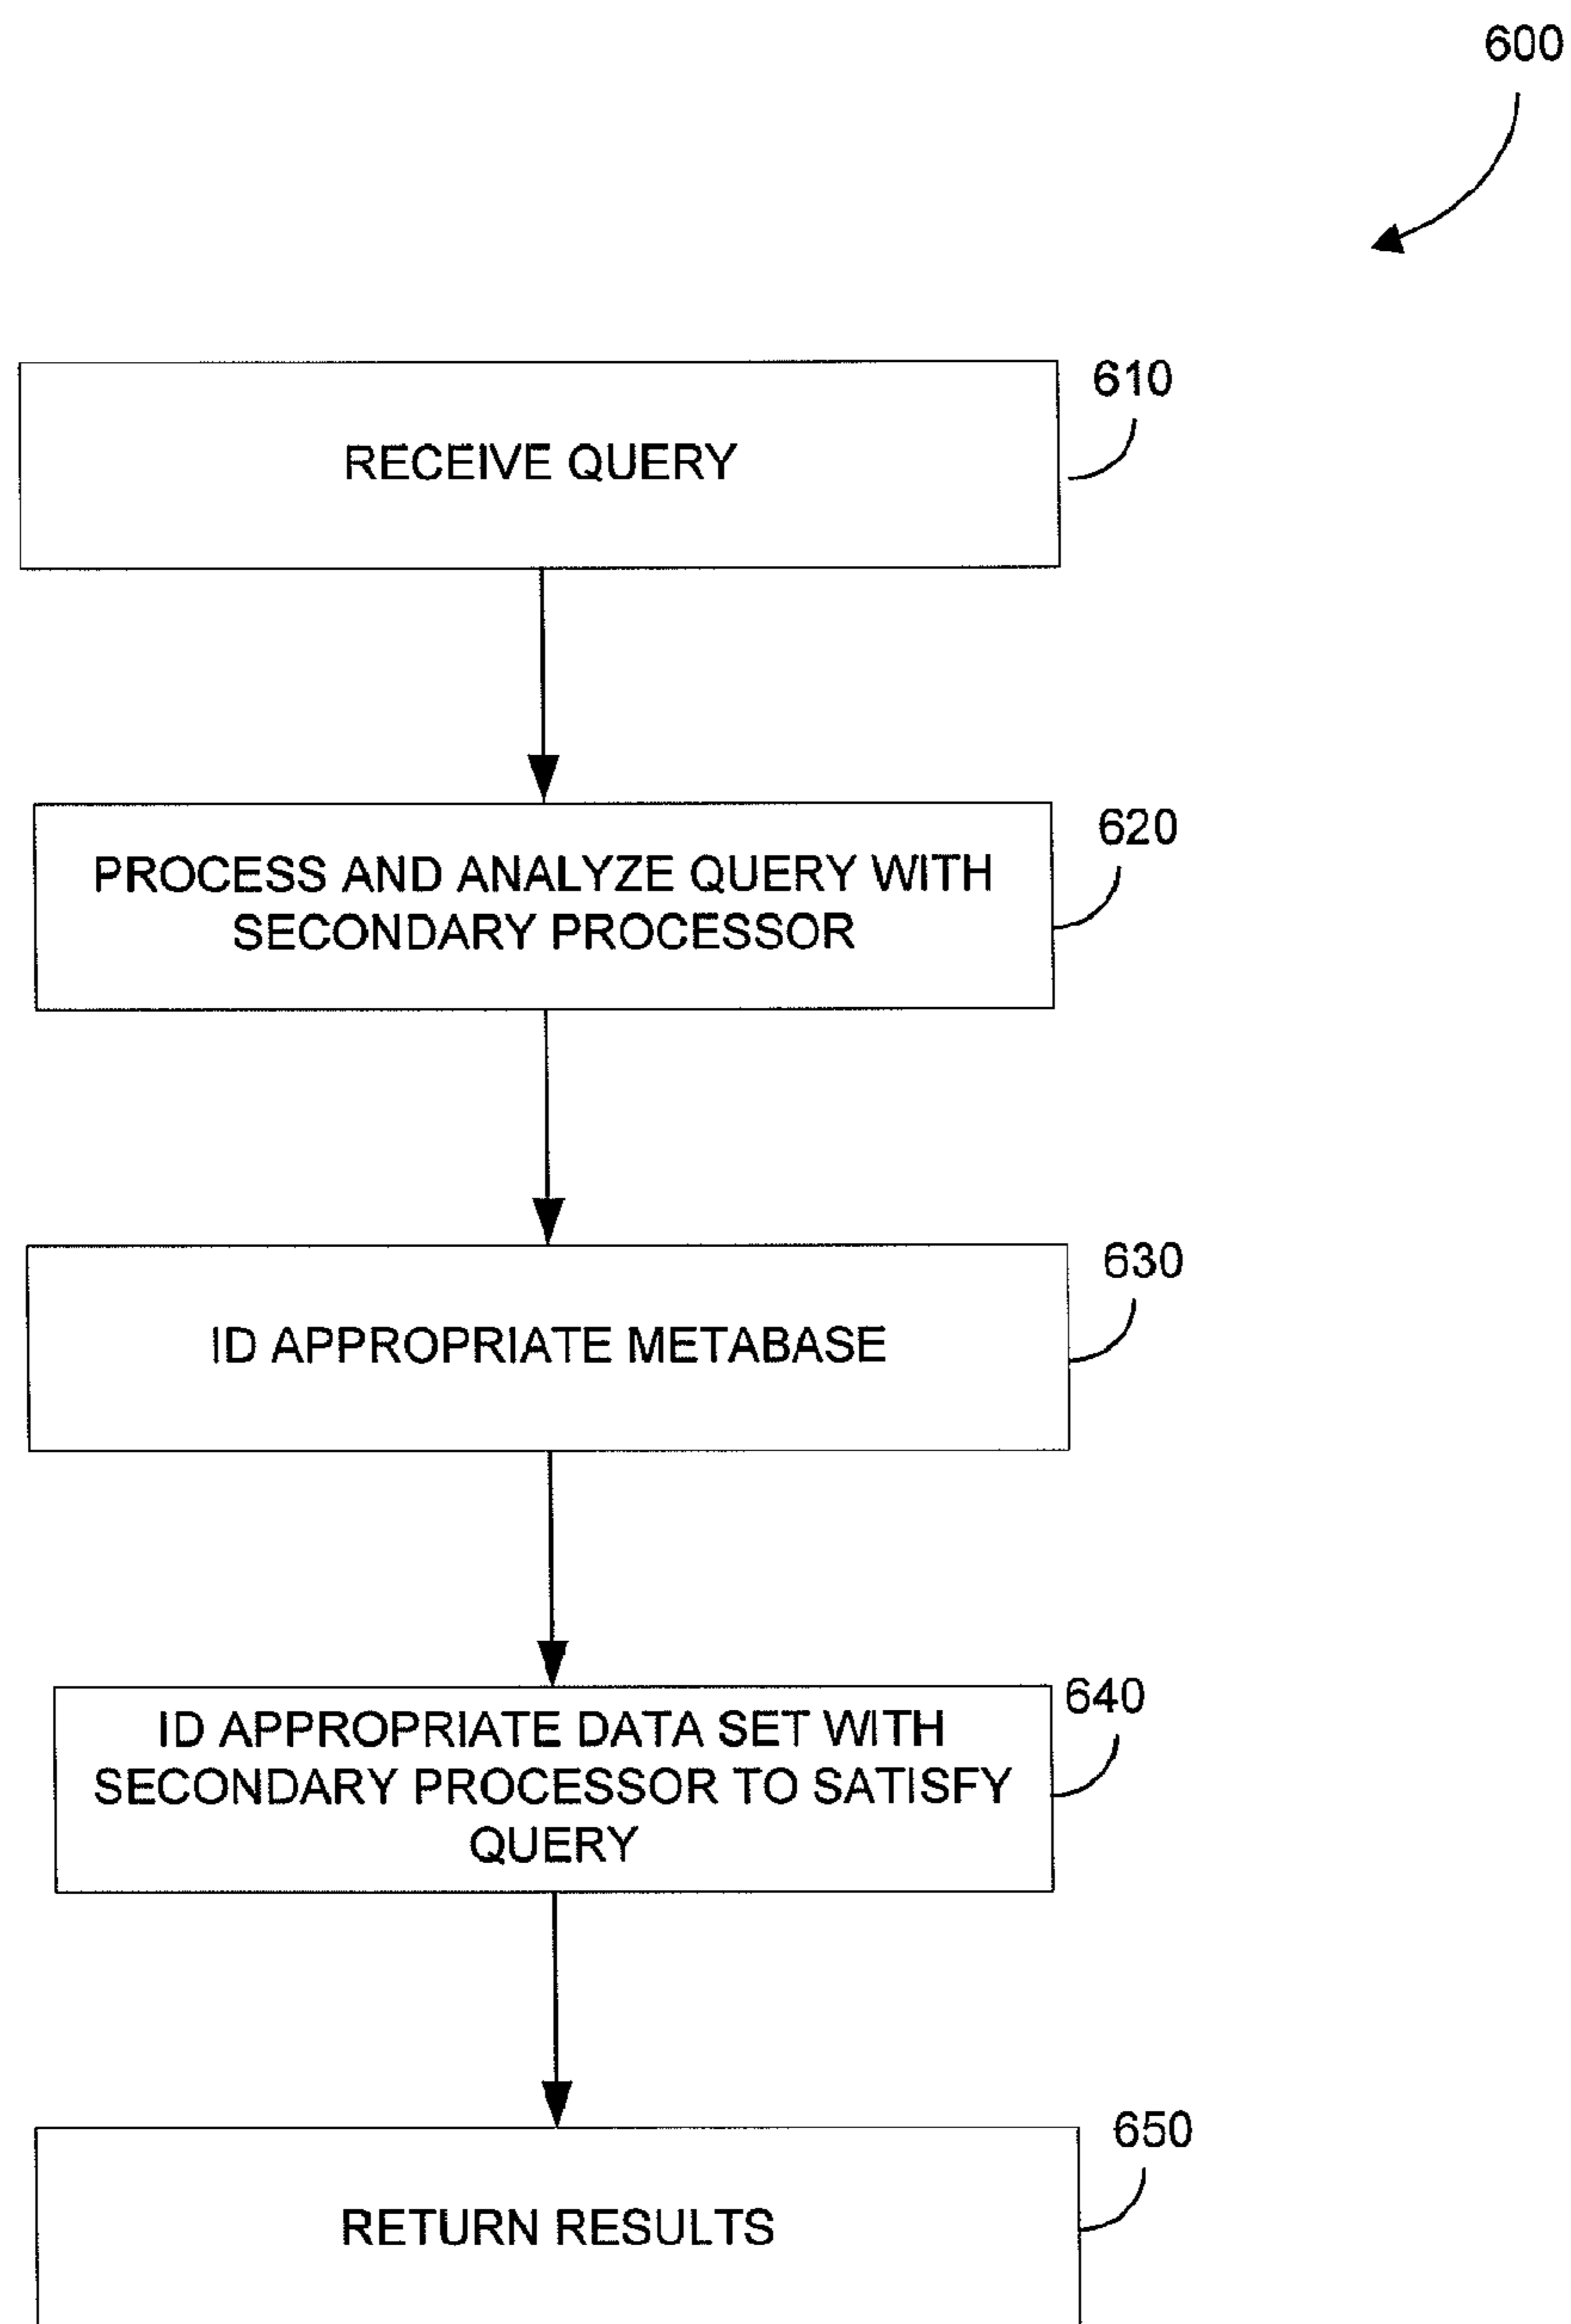 600
610
RECEIVE QUERY
620
PROCESS AND ANALYZE QUERY WITH
SECONDARY PROCESSOR
630
ID APPROPRIATE METABASE
640
ID APPROPRIATE DATA SET WITH
SECONDARY PROCESSOR TO SATISFY
QUERY
650
RETURN RESULTS